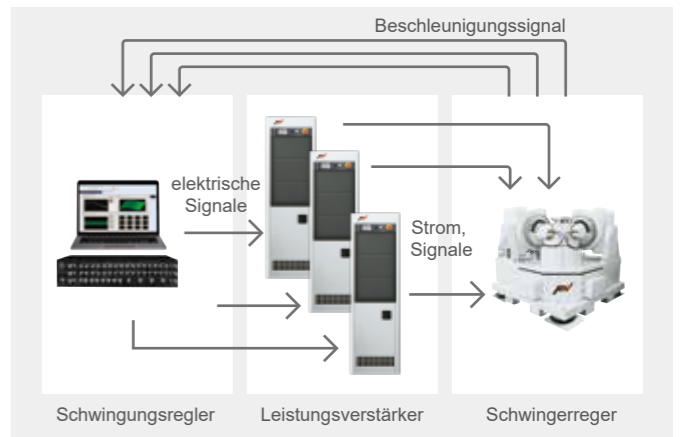 Beschleunigungssignal
elektrische
Signale
Strom,
Signale
Schwingungsregler
Leistungsverstärker
Schwingerreger